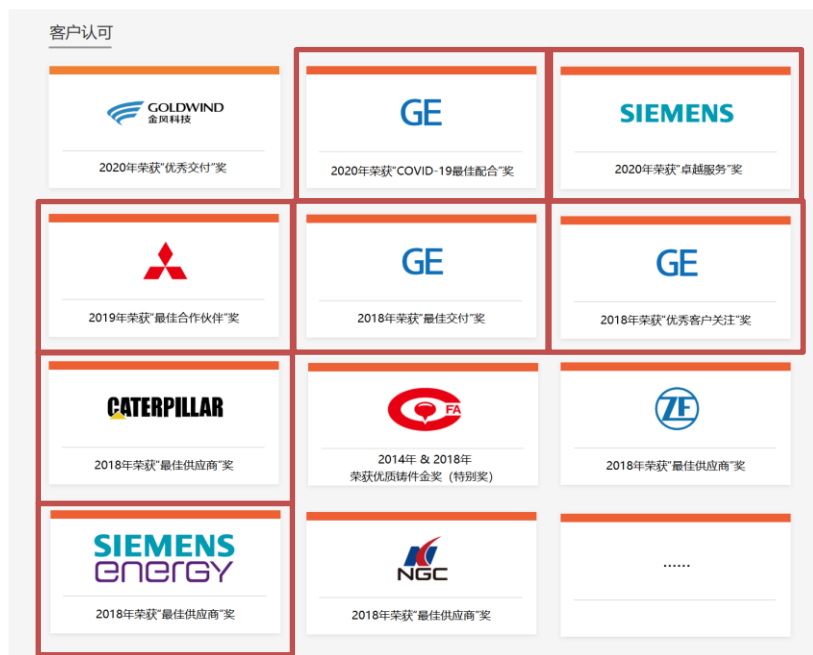 客户认可
GOLDWIND
金风科技
2020年荣获“优秀交付”奖
GE
2020年荣获“COVID-19最佳配合”奖
SIEMENS
2020年荣获“卓越服务”奖
2019年荣获“最佳合作伙伴”奖
GE
2018年荣获“最佳交付”奖
GE
2018年荣获“优秀客户关注”奖
CATERPILLAR
2018年荣获“最佳供应商”奖
FA
2014年 & 2018年
荣获优质铸件金奖（特别奖）
ZF
2018年荣获“最佳供应商”奖
SIEMENS
energy
2018年荣获“最佳供应商”奖
NGC
2018年荣获“最佳供应商”奖
······